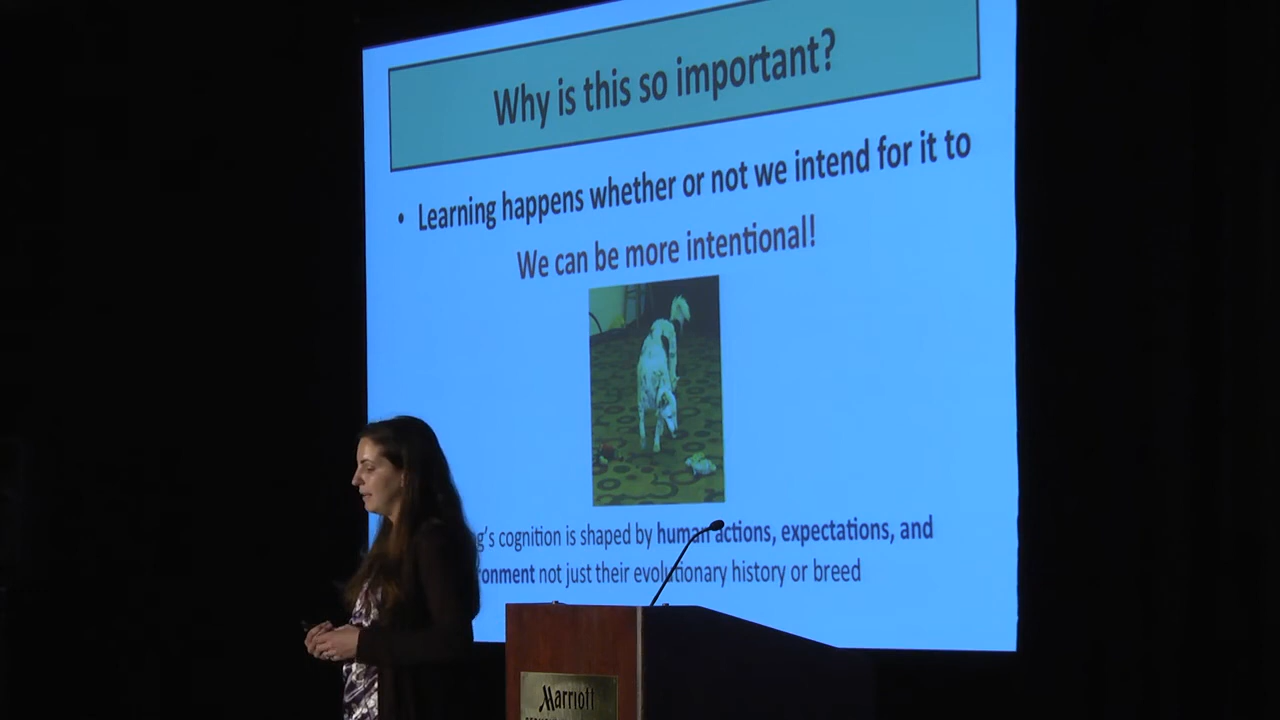 Why is this so important?
• Learning happens whether or not we intend for it to
We can be more intentional!
cognition is shaped by human actions, expectations, and
not just their evolutionary history or breed
Marriott